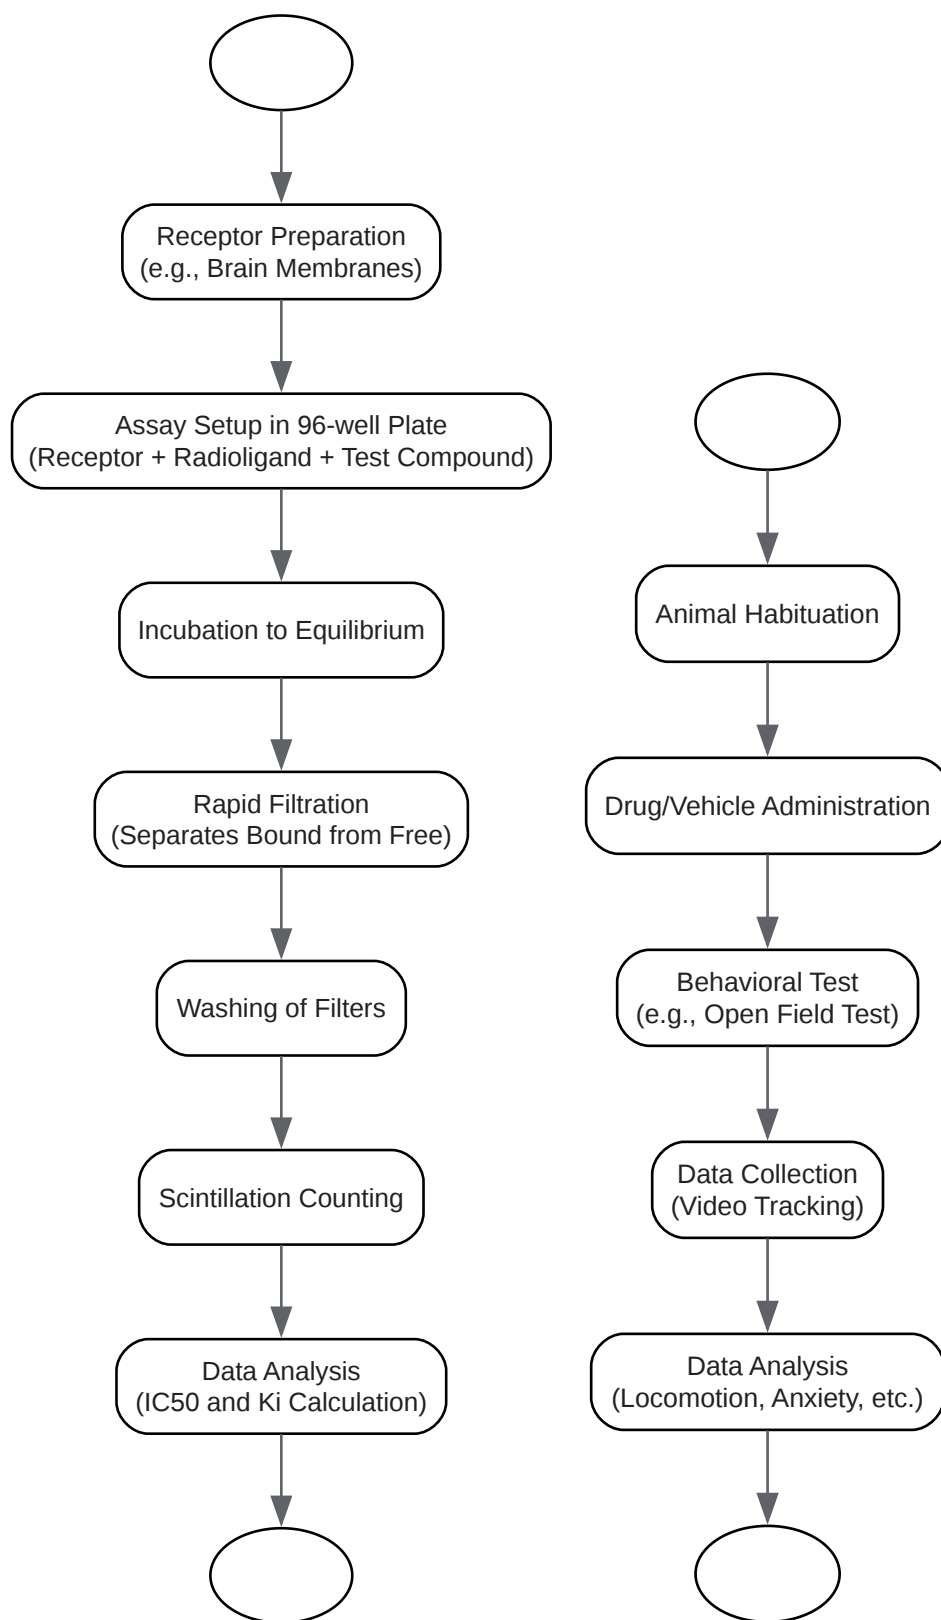 Receptor Preparation
(e.g., Brain Membranes)
Assay Setup in 96-well Plate
(Receptor + Radioligand + Test Compound)
Incubation to Equilibrium
Rapid Filtration
(Separates Bound from Free)
Washing of Filters
Scintillation Counting
Data Analysis
(IC50 and Ki Calculation)
Animal Habituation
Drug/Vehicle Administration
Behavioral Test
(e.g., Open Field Test)
Data Collection
(Video Tracking)
Data Analysis
(Locomotion, Anxiety, etc.)